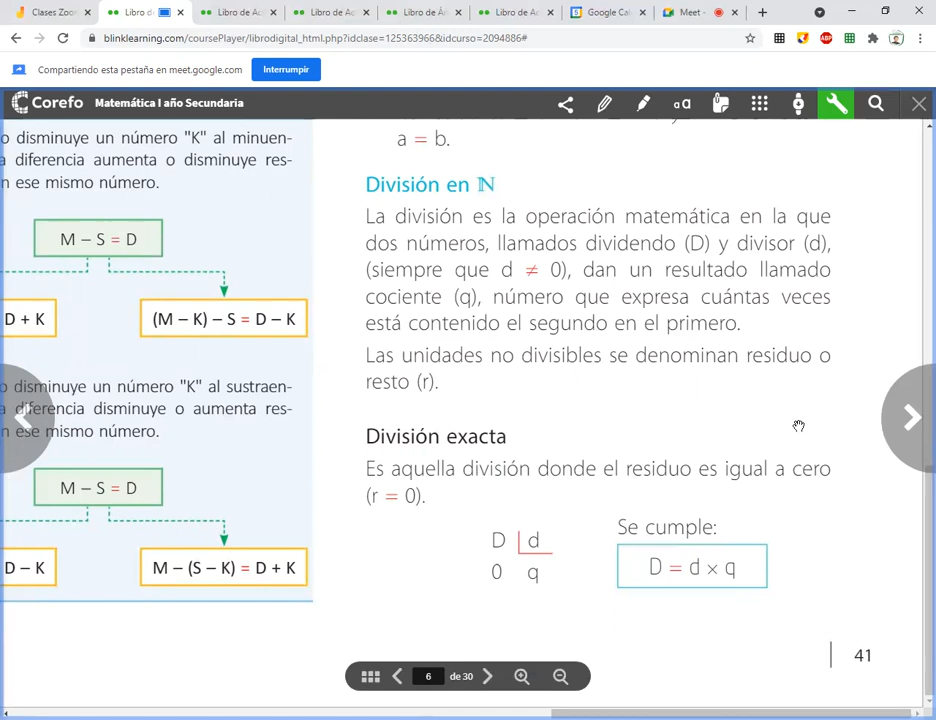 Clases Zoo
Libro d
Libro de Ac
Libro de Ac
Libro de Ár
Libro de Ac
Google Cal
Meet -
blinklearning.com/coursePlayer/librodigital_html.php?idclase=125363966&idcurso=2094886#
Compartiendo esta pestaña en meet.google.com
Interrumpir
Corefo
Matemática I año Secundaria
aA
o disminuye un número "K" al minuen-
a diferencia aumenta o disminuye res-
n ese mismo número.
M – S = D
D + K
(M – K) – S = D – K
o disminuye un número "K" al sustraen-
a diferencia disminuye o aumenta res-
n ese mismo número.
M – S = D
D – K
M – (S – K) = D + K
a = b.
División en ℕ
La división es la operación matemática en la que
dos números, llamados dividendo (D) y divisor (d),
(siempre que d ≠ 0), dan un resultado llamado
cociente (q), número que expresa cuántas veces
está contenido el segundo en el primero.
Las unidades no divisibles se denominan residuo o
resto (r).
División exacta
Es aquella división donde el residuo es igual a cero
(r = 0).
D d
0 q
Se cumple:
D = d × q
41
6 de 30